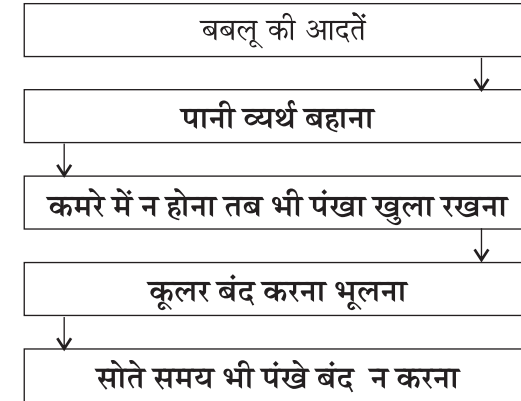 बबलू की आदतें
पानी व्यर्थ बहाना
कमरे में न होना तब भी पंखा खुला रखना
कूलर बंद करना भूलना
सोते समय भी पंखे बंद न करना